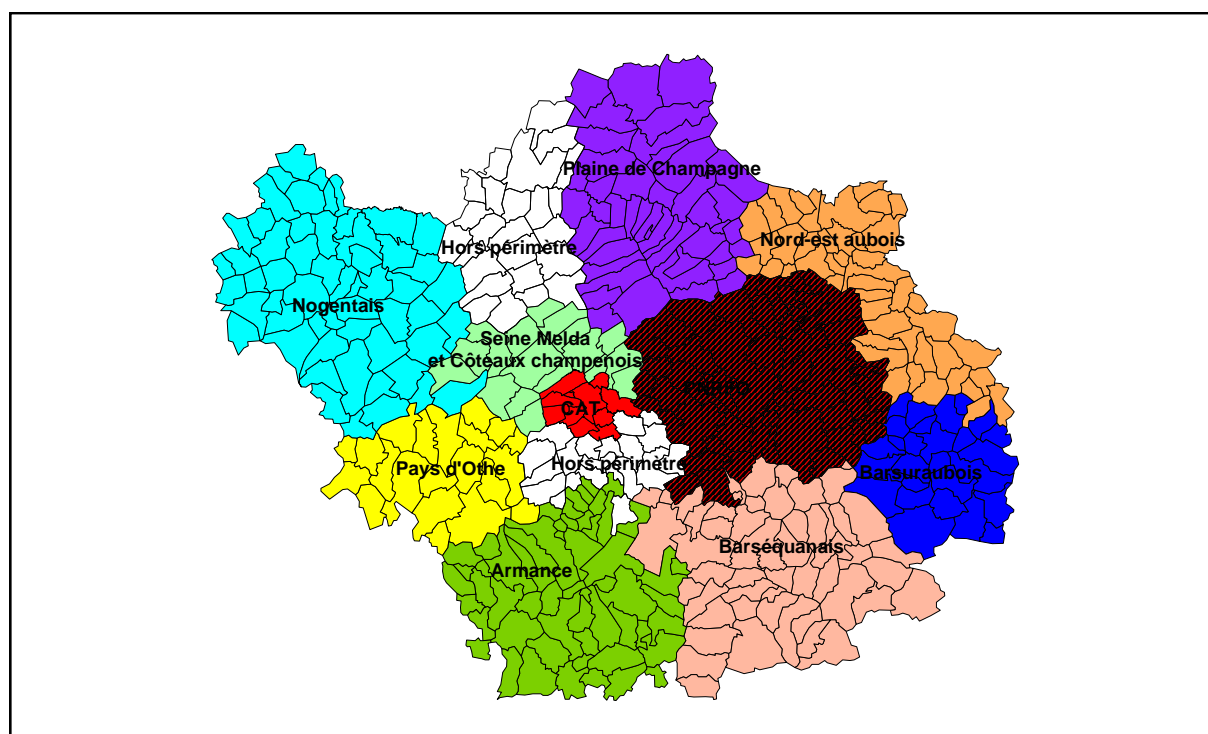 Plaine de Champagne
Nord-est aubois
Hors périmètre
Nogentais
Seine Melda
et Côteaux champenois
CAT
Pays d'Othe
Hors périmètre
Barsuraubois
Barséquanais
Armance